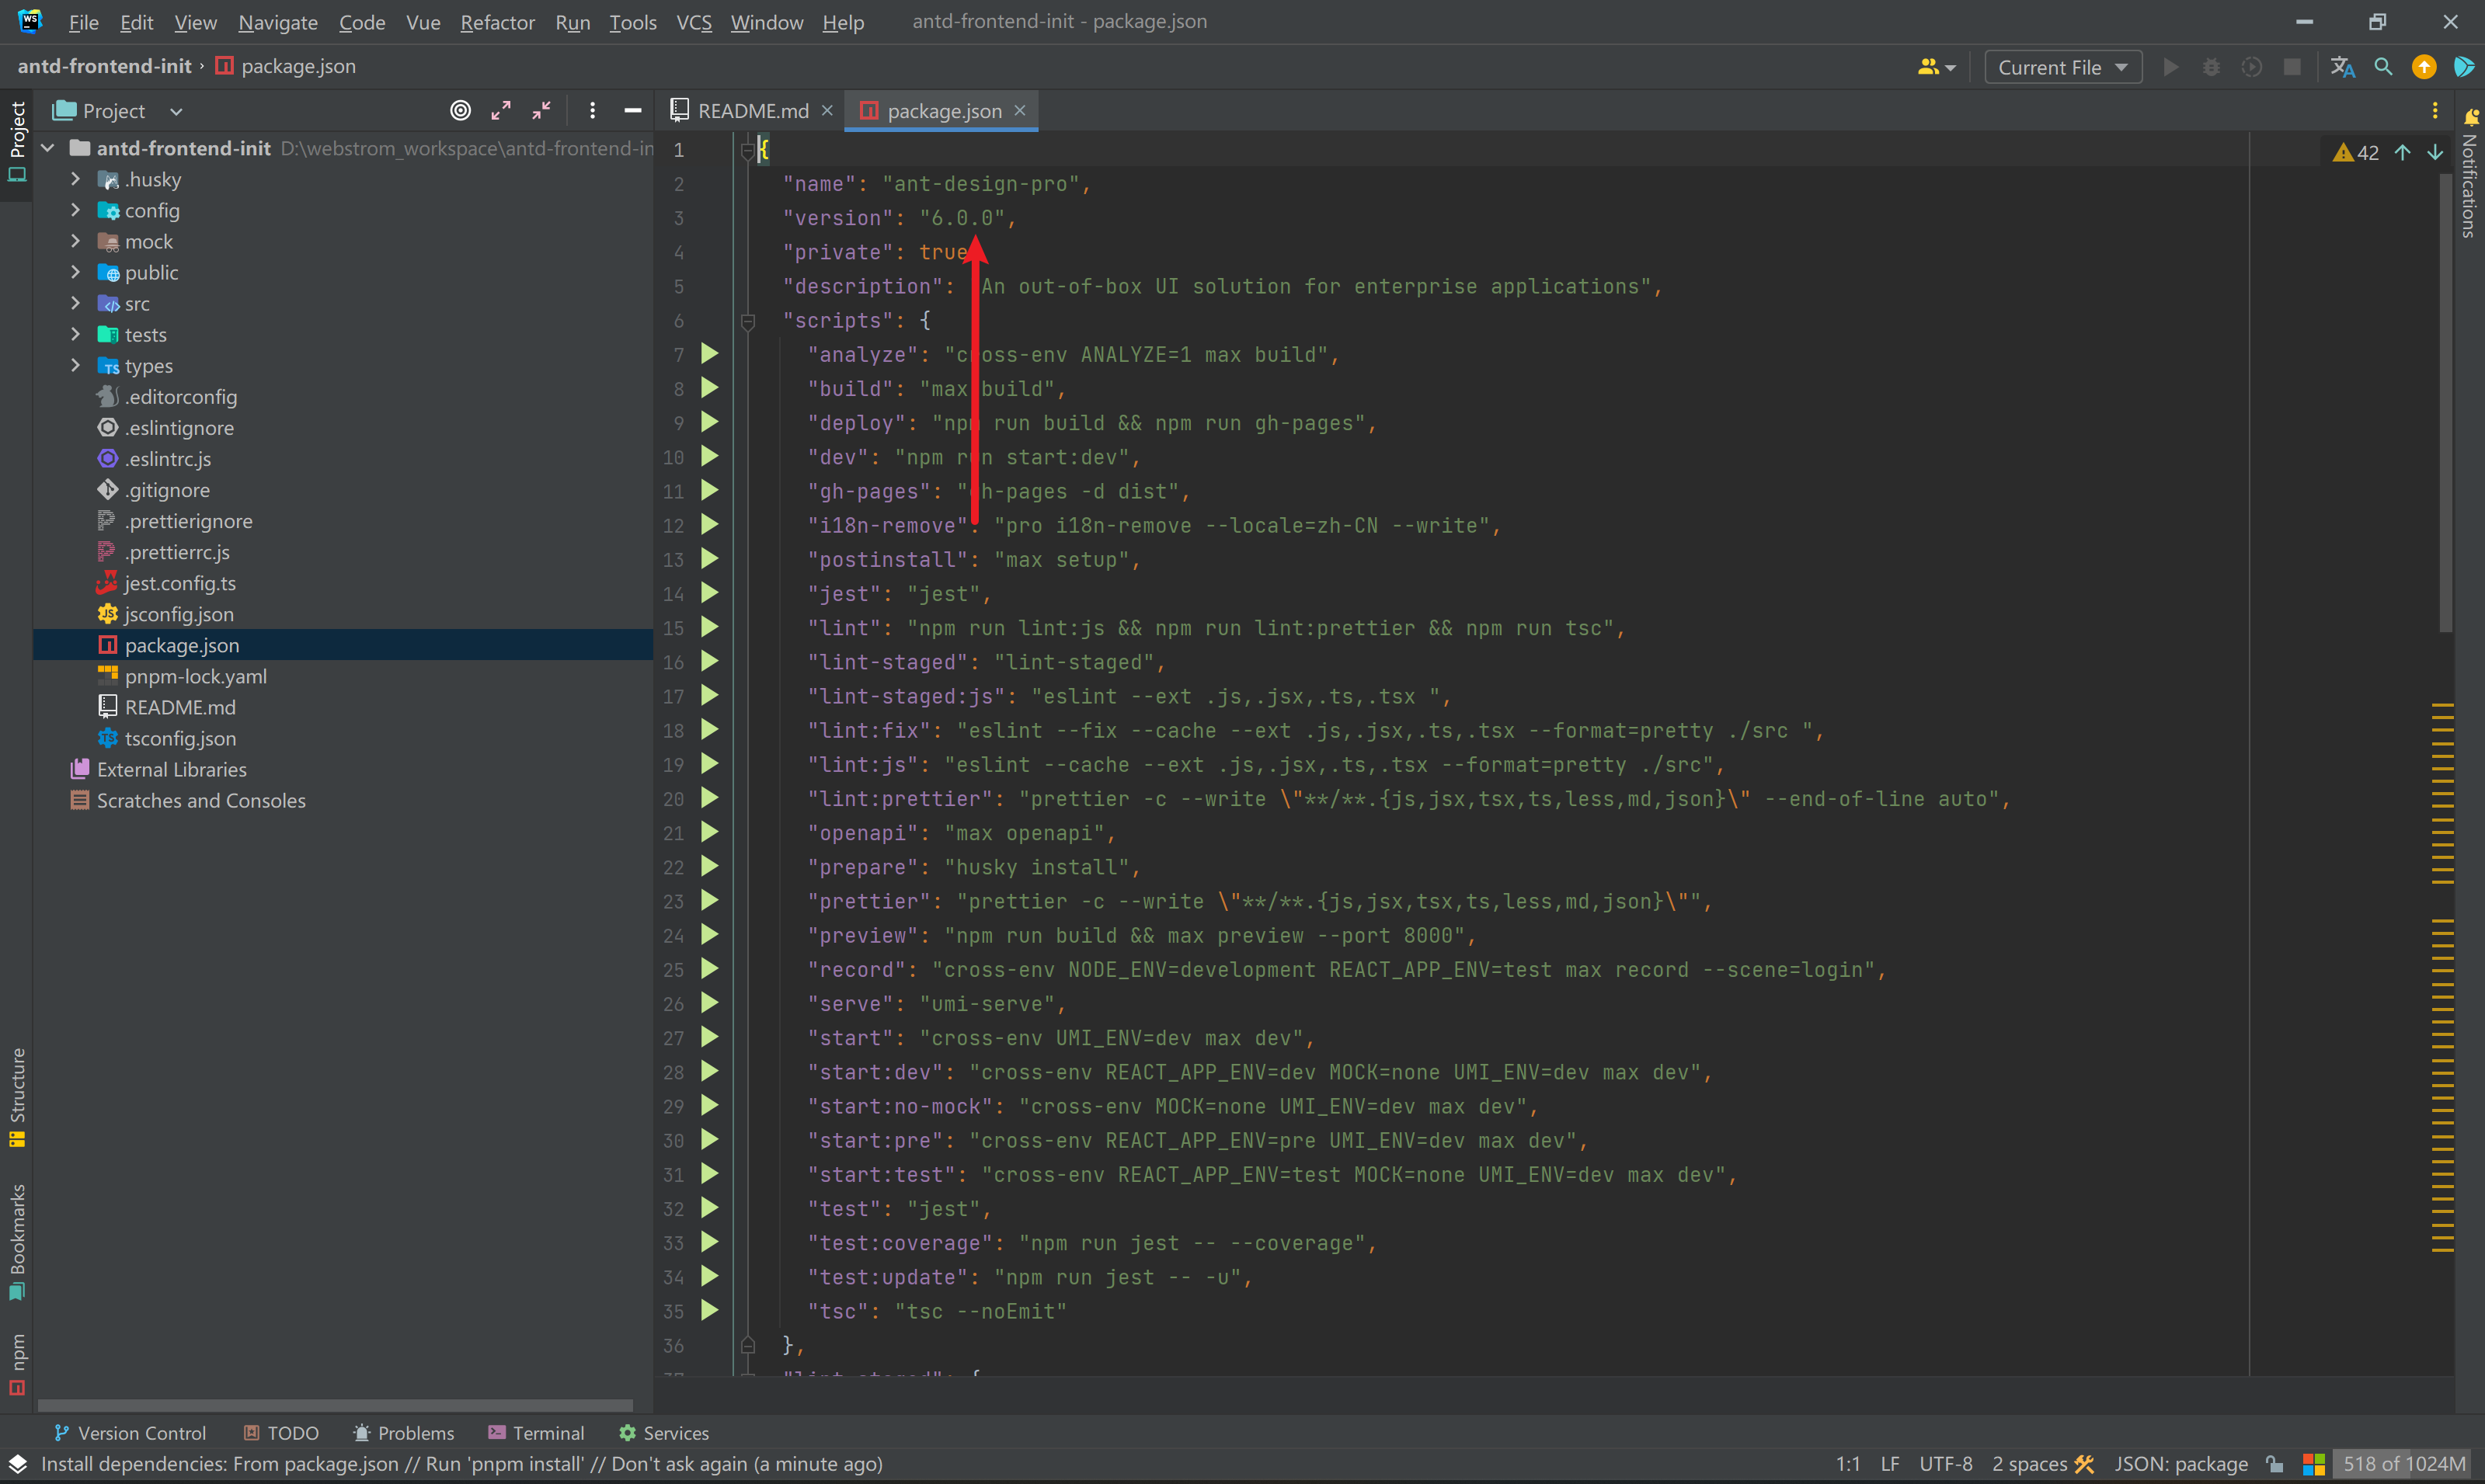 File Edit View Navigate Code Vue Refactor Run Tools VCS Window Help antd-frontend-init - package.json
antd-frontend-init › package.json Current File
Project
Project
README.md package.json
Notifications
antd-frontend-init D:\webstrom_workspace\antd-frontend-in
.husky
config
mock
public
src
tests
types
.editorconfig
.eslintignore
.eslintrc.js
.gitignore
.prettierignore
.prettierrc.js
jest.config.ts
jsconfig.json
package.json
pnpm-lock.yaml
README.md
tsconfig.json
External Libraries
Scratches and Consoles
Structure
Bookmarks
npm
42
1 {
2 "name": "ant-design-pro",
3 "version": "6.0.0",
4 "private": true
5 "description": An out-of-box UI solution for enterprise applications",
6 "scripts": {
7 "analyze": "cross-env ANALYZE=1 max build",
8 "build": "max build",
9 "deploy": "npm run build && npm run gh-pages",
10 "dev": "npm run start:dev",
11 "gh-pages": "gh-pages -d dist",
12 "i18n-remove": "pro i18n-remove --locale=zh-CN --write",
13 "postinstall": "max setup",
14 "jest": "jest",
15 "lint": "npm run lint:js && npm run lint:prettier && npm run tsc",
16 "lint-staged": "lint-staged",
17 "lint-staged:js": "eslint --ext .js,.jsx,.ts,.tsx ",
18 "lint:fix": "eslint --fix --cache --ext .js,.jsx,.ts,.tsx --format=pretty ./src ",
19 "lint:js": "eslint --cache --ext .js,.jsx,.ts,.tsx --format=pretty ./src",
20 "lint:prettier": "prettier -c --write \"**/**.{js,jsx,tsx,ts,less,md,json}\" --end-of-line auto",
21 "openapi": "max openapi",
22 "prepare": "husky install",
23 "prettier": "prettier -c --write \"**/**.{js,jsx,tsx,ts,less,md,json}\"",
24 "preview": "npm run build && max preview --port 8000",
25 "record": "cross-env NODE_ENV=development REACT_APP_ENV=test max record --scene=login",
26 "serve": "umi-serve",
27 "start": "cross-env UMI_ENV=dev max dev",
28 "start:dev": "cross-env REACT_APP_ENV=dev MOCK=none UMI_ENV=dev max dev",
29 "start:no-mock": "cross-env MOCK=none UMI_ENV=dev max dev",
30 "start:pre": "cross-env REACT_APP_ENV=pre UMI_ENV=dev max dev",
31 "start:test": "cross-env REACT_APP_ENV=test MOCK=none UMI_ENV=dev max dev",
32 "test": "jest",
33 "test:coverage": "npm run jest -- --coverage",
34 "test:update": "npm run jest -- -u",
35 "tsc": "tsc --noEmit"
36 },
Version Control TODO Problems Terminal Services
Install dependencies: From package.json // Run 'pnpm install' // Don't ask again (a minute ago) 1:1 LF UTF-8 2 spaces JSON: package 518 of 1024M